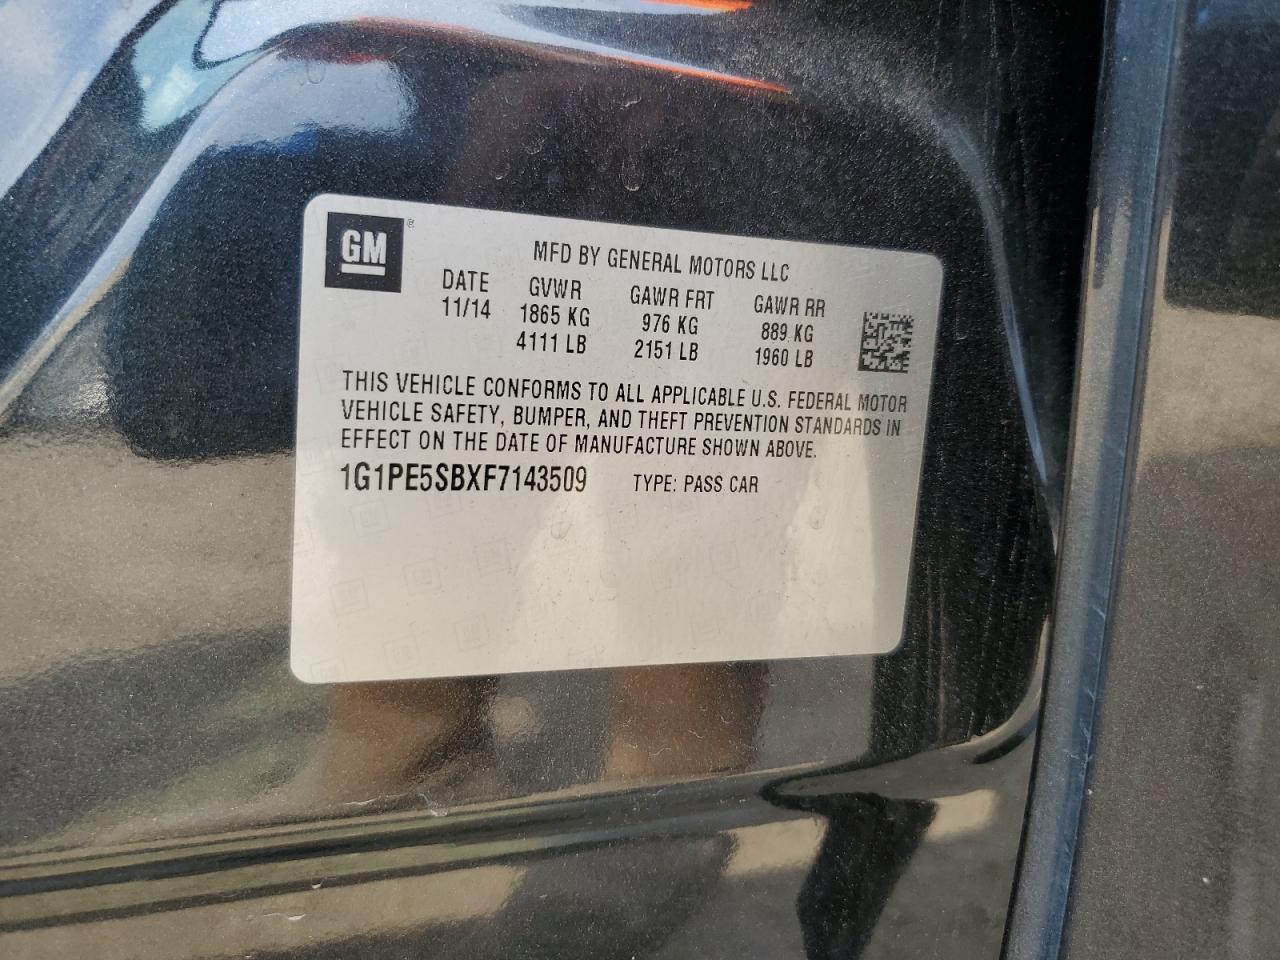 GM®
MFD BY GENERAL MOTORS LLC
DATE GVWR GAWR FRT GAWR RR
11/14 1865 KG 976 KG 889 KG
4111 LB 2151 LB 1960 LB
THIS VEHICLE CONFORMS TO ALL APPLICABLE U.S. FEDERAL MOTOR
VEHICLE SAFETY, BUMPER, AND THEFT PREVENTION STANDARDS IN
EFFECT ON THE DATE OF MANUFACTURE SHOWN ABOVE.
1G1PE5SBXF7143509 TYPE: PASS CAR